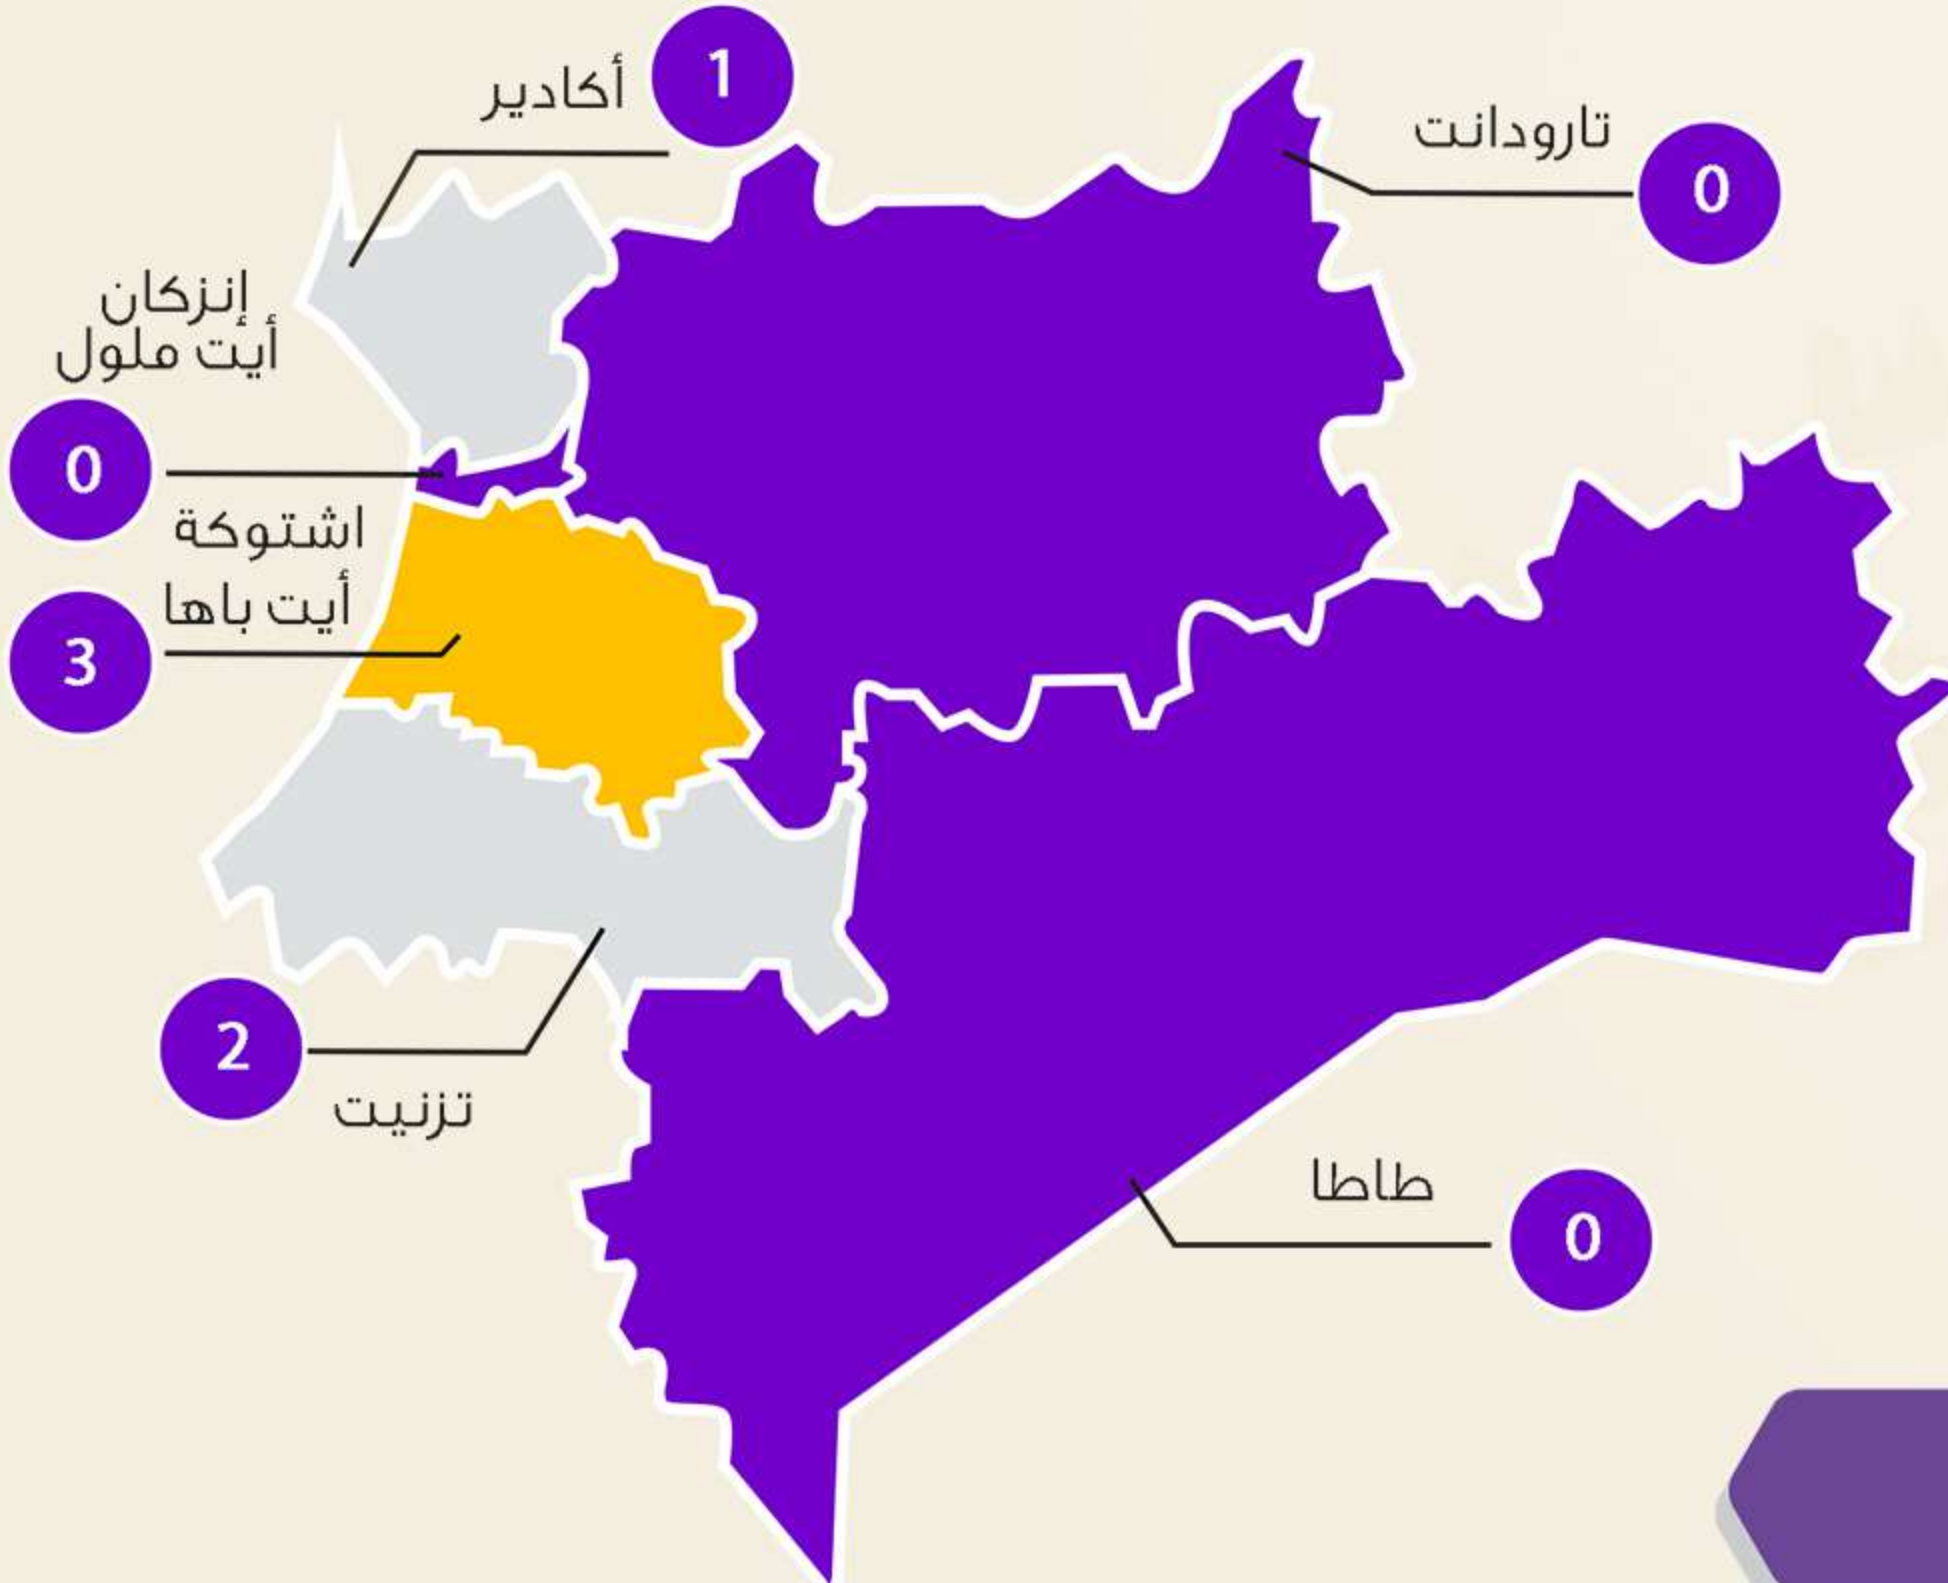 أكادير
1
تارودانت
0
إنزكان
أيت ملول
0
اشتوكة
أيت باها
3
2
تزنيت
طاطا
0